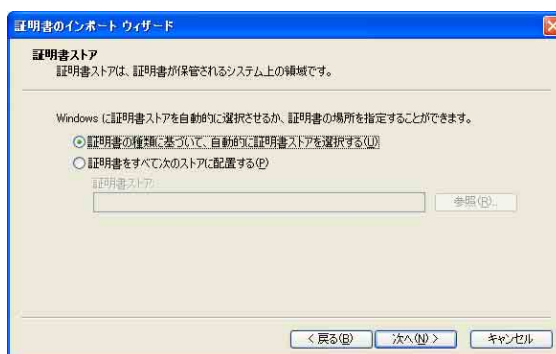 証明書のインポート ウィザード
証明書ストア
証明書ストアは、証明書が保管されるシステム上の領域です。
Windows に証明書ストアを自動的に選択させるか、証明書の場所を指定することができます。
証明書の種類に基づいて、自動的に証明書ストアを選択する(U)
証明書をすべて次のストアに配置する(P)
証明書ストア:
参照(R)...
< 戻る(B)
次へ(N) >
キャンセル